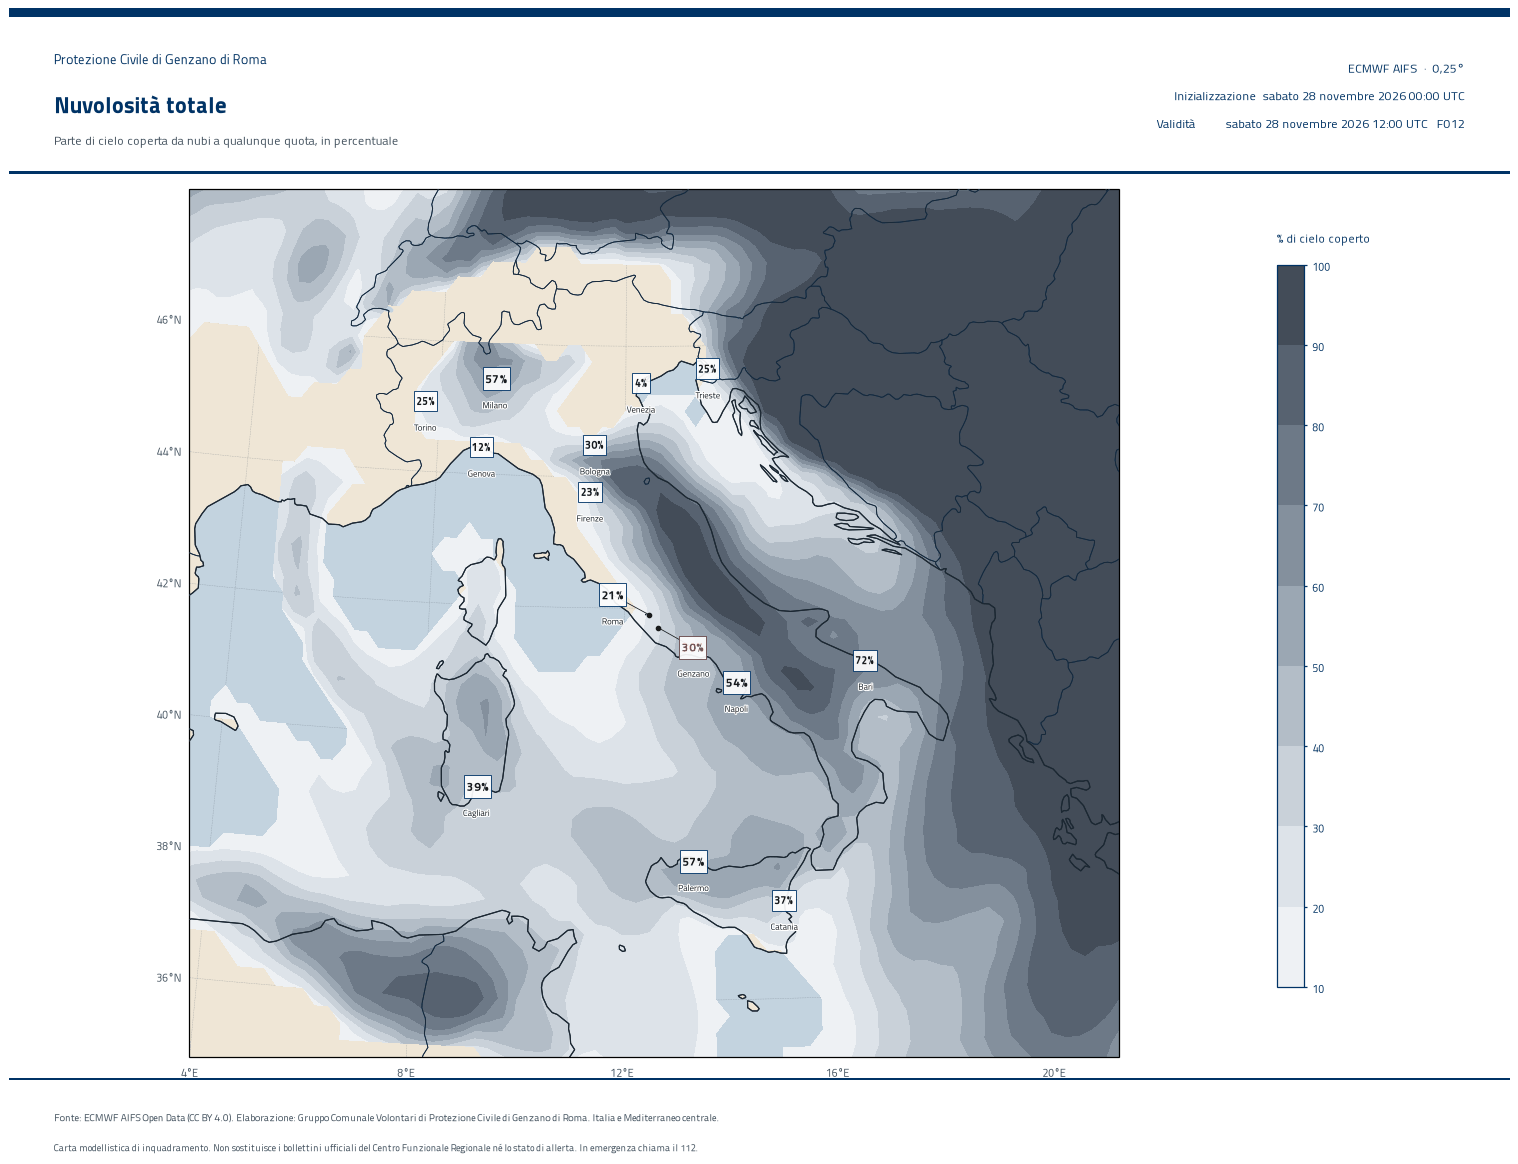 Protezione Civile di Genzano di Roma
Nuvolosità totale
Parte di cielo coperta da nubi a qualunque quota, in percentuale
ECMWF AIFS · 0,25°
Inizializzazione sabato 28 novembre 2026 00:00 UTC
Validità sabato 28 novembre 2026 12:00 UTC F012
% di cielo coperto
100
90
80
70
60
50
40
30
20
10
46°N
44°N
42°N
40°N
38°N
36°N
4°E
8°E
12°E
16°E
20°E
57%
Milano
25%
Torino
4%
Venezia
25%
Trieste
12%
Genova
30%
Bologna
23%
Firenze
21%
Roma
30%
Genzano
54%
Napoli
72%
Bari
39%
Cagliari
57%
Palermo
37%
Catania
Fonte: ECMWF AIFS Open Data (CC BY 4.0). Elaborazione: Gruppo Comunale Volontari di Protezione Civile di Genzano di Roma. Italia e Mediterraneo centrale.
Carta modellistica di inquadramento. Non sostituisce i bollettini ufficiali del Centro Funzionale Regionale né lo stato di allerta. In emergenza chiama il 112.